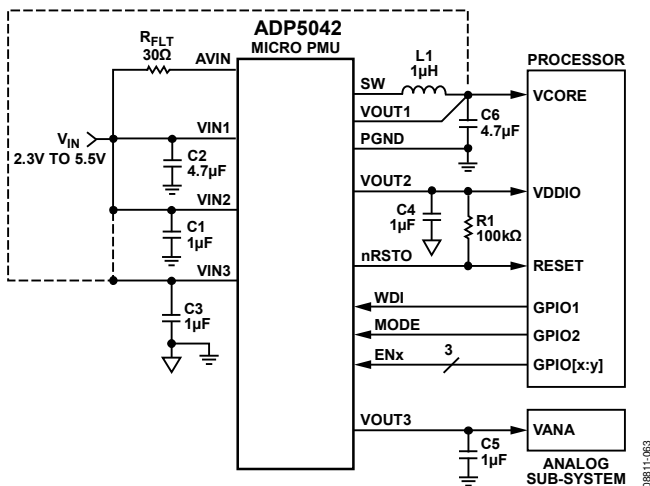 ADP5042
MICRO PMU
RFLT
30Ω
AVIN
VIN1
VIN
2.3V TO 5.5V
C2
4.7µF
VIN2
C1
1µF
VIN3
C3
1µF
SW
L1
1µH
VOUT1
C6
4.7µF
PGND
VOUT2
C4
1µF
R1
100kΩ
nRSTO
WDI
MODE
ENx
3
VOUT3
C5
1µF
PROCESSOR
VCORE
VDDIO
RESET
GPIO1
GPIO2
GPIO[x:y]
VANA
ANALOG
SUB-SYSTEM
08811-063